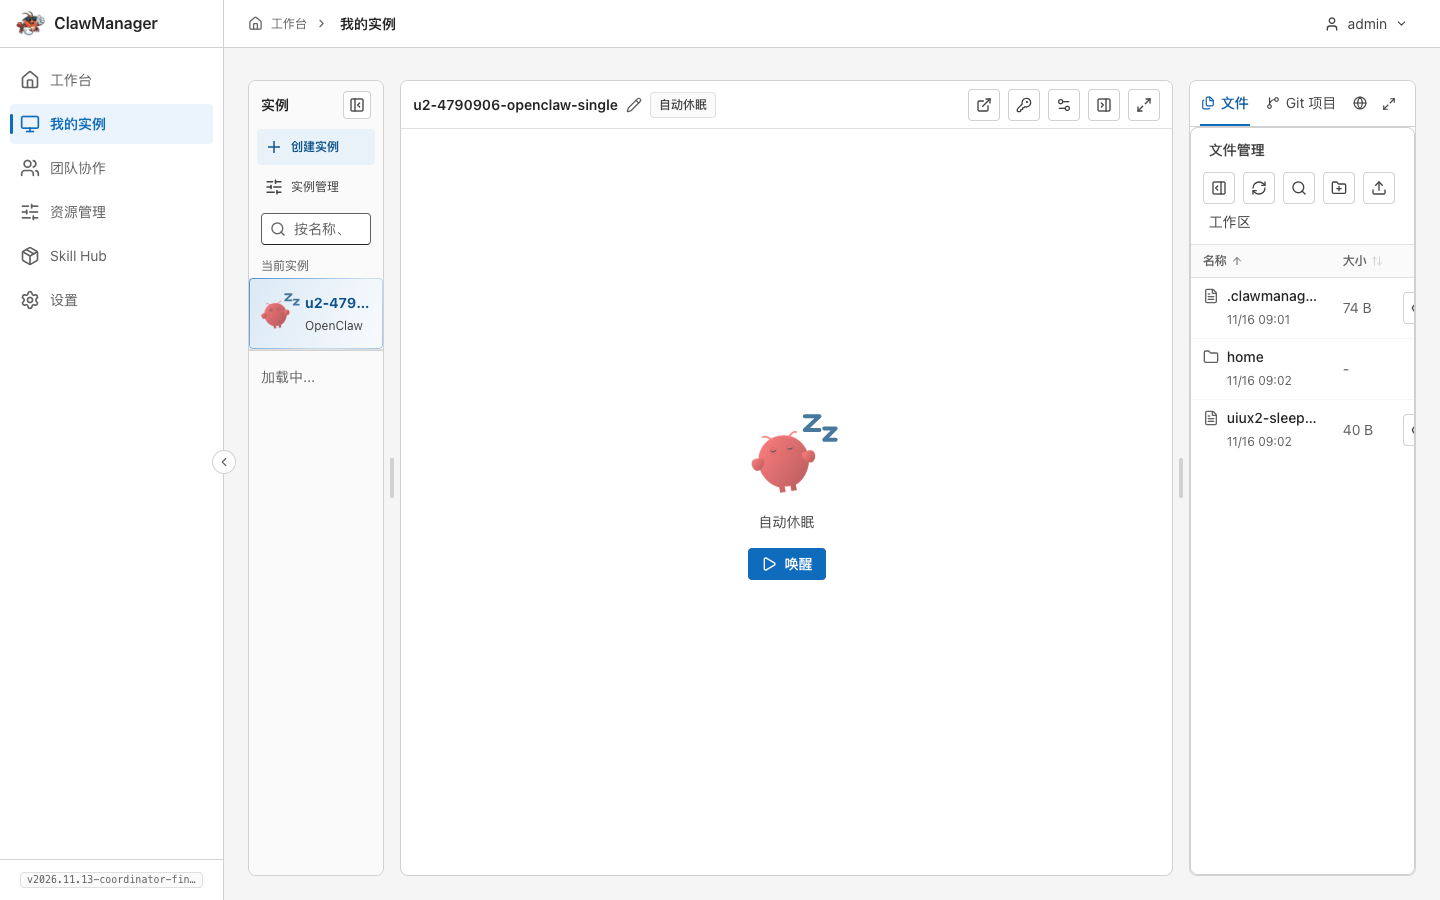 ClawManager
工作台
我的实例
admin
工作台
我的实例
团队协作
资源管理
Skill Hub
设置
v2026.11.13-coordinator-fin…
实例
创建实例
实例管理
按名称、
当前实例
u2-479...
OpenClaw
加载中...
u2-4790906-openclaw-single
自动休眠
zz
自动休眠
唤醒
文件
Git 项目
文件管理
工作区
名称
大小
.clawmanag...
74 B
11/16 09:01
home
-
11/16 09:02
uiux2-sleep...
40 B
11/16 09:02